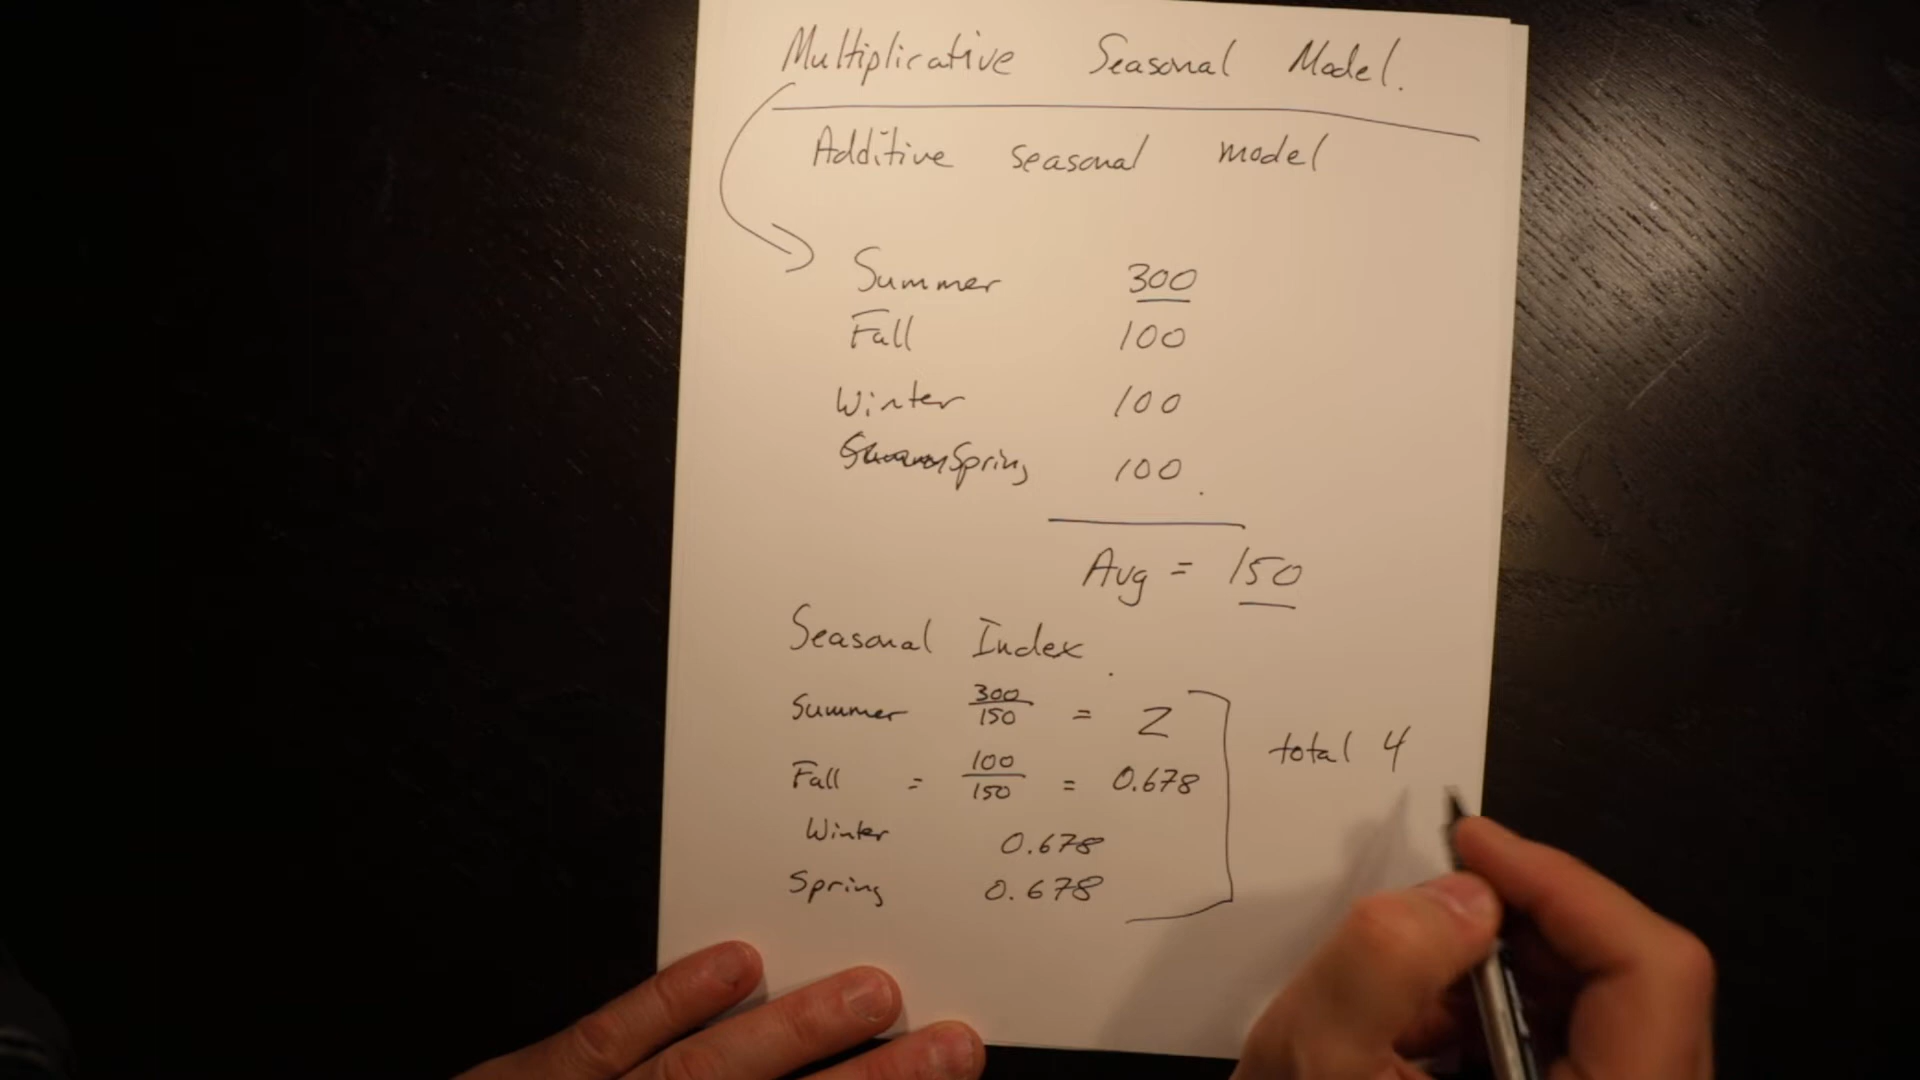 Multiplicative Seasonal Model.
Additive seasonal model
Summer 300
Fall 100
Winter 100
Spring 100
Avg = 150
Seasonal Index
Summer 300/150 = 2
Fall = 100/150 = 0.678
Winter 0.678
Spring 0.678
total 4